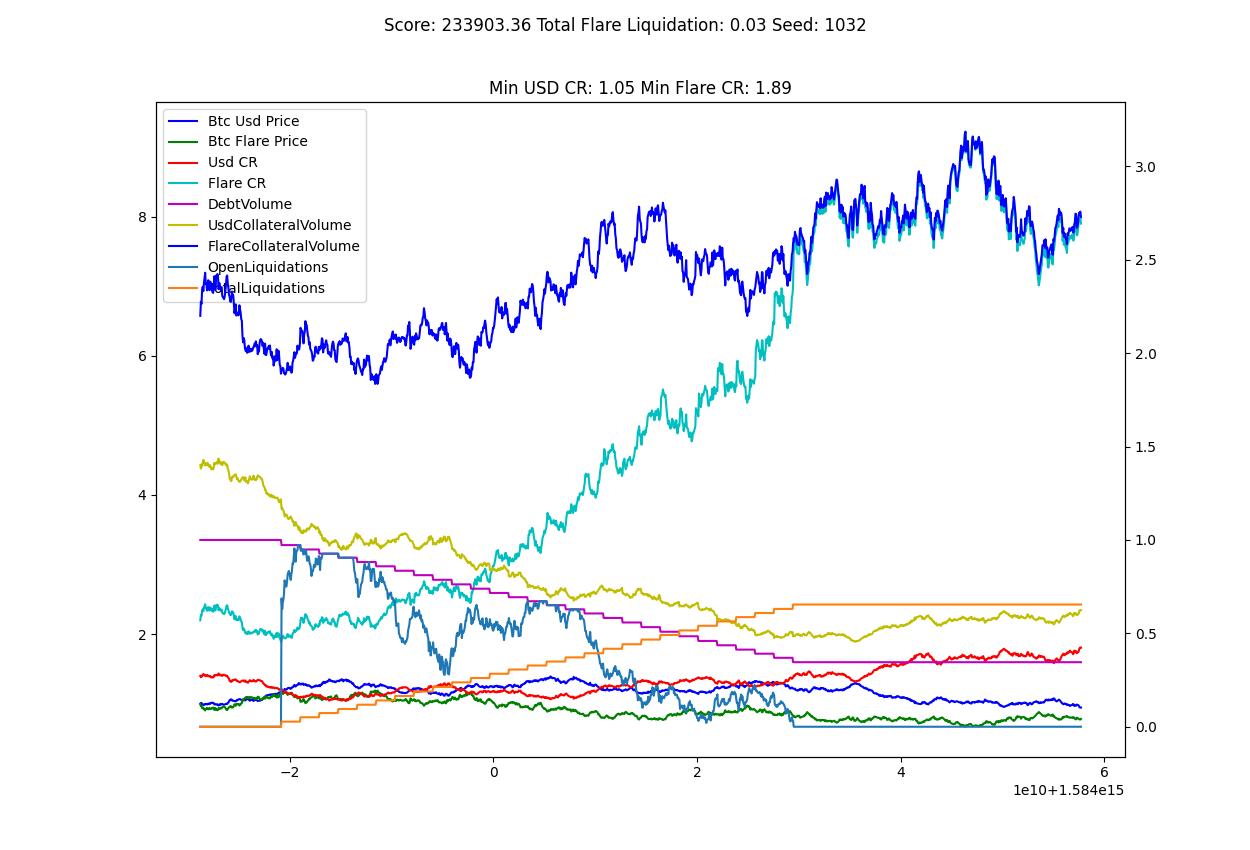 Score: 233903.36 Total Flare Liquidation: 0.03 Seed: 1032
Min USD CR: 1.05 Min Flare CR: 1.89
Btc Usd Price
Btc Flare Price
Usd CR
Flare CR
DebtVolume
UsdCollateralVolume
FlareCollateralVolume
OpenLiquidations
TotalLiquidations
8
6
4
2
3.0
2.5
2.0
1.5
1.0
0.5
0.0
−2
0
2
4
6
1e10+1.584e15